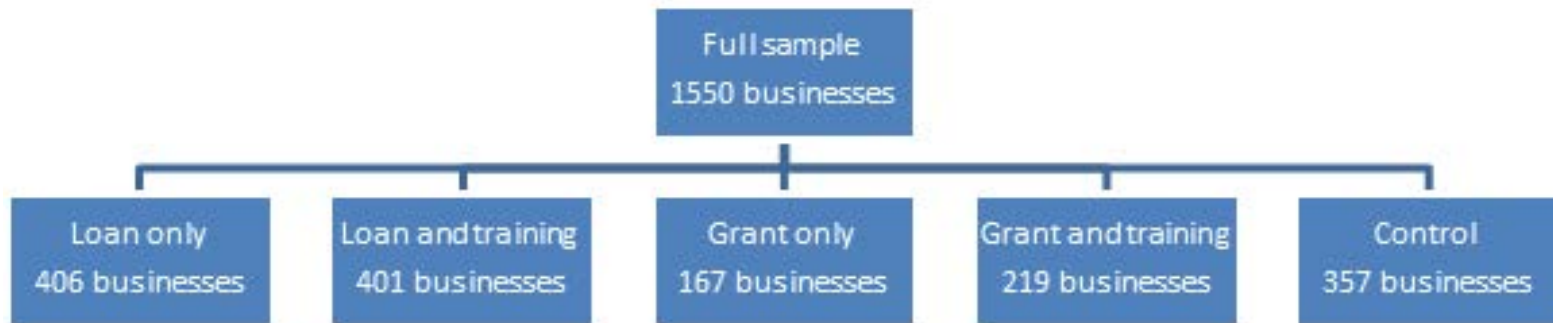 Full sample
1550 businesses
Loan only
406 businesses
Loan and training
401 businesses
Grant only
167 businesses
Grant and training
219 businesses
Control
357 businesses